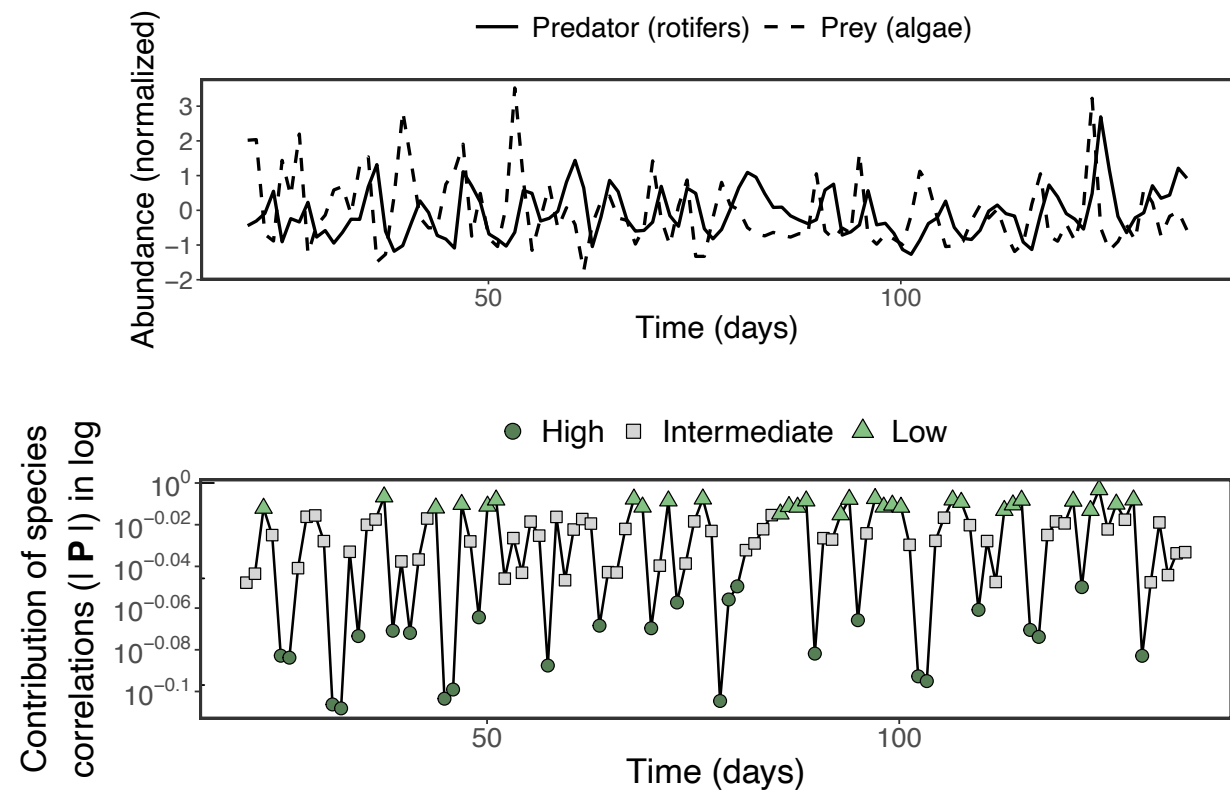 Predator (rotifers) Prey (algae)
Abundance (normalized)
3
2
1
0
−1
−2
50 100
Time (days)
High Intermediate Low
Contribution of species
correlations (| P |) in log
10^0
10^−0.02
10^−0.04
10^−0.06
10^−0.08
10^−0.1
50 100
Time (days)